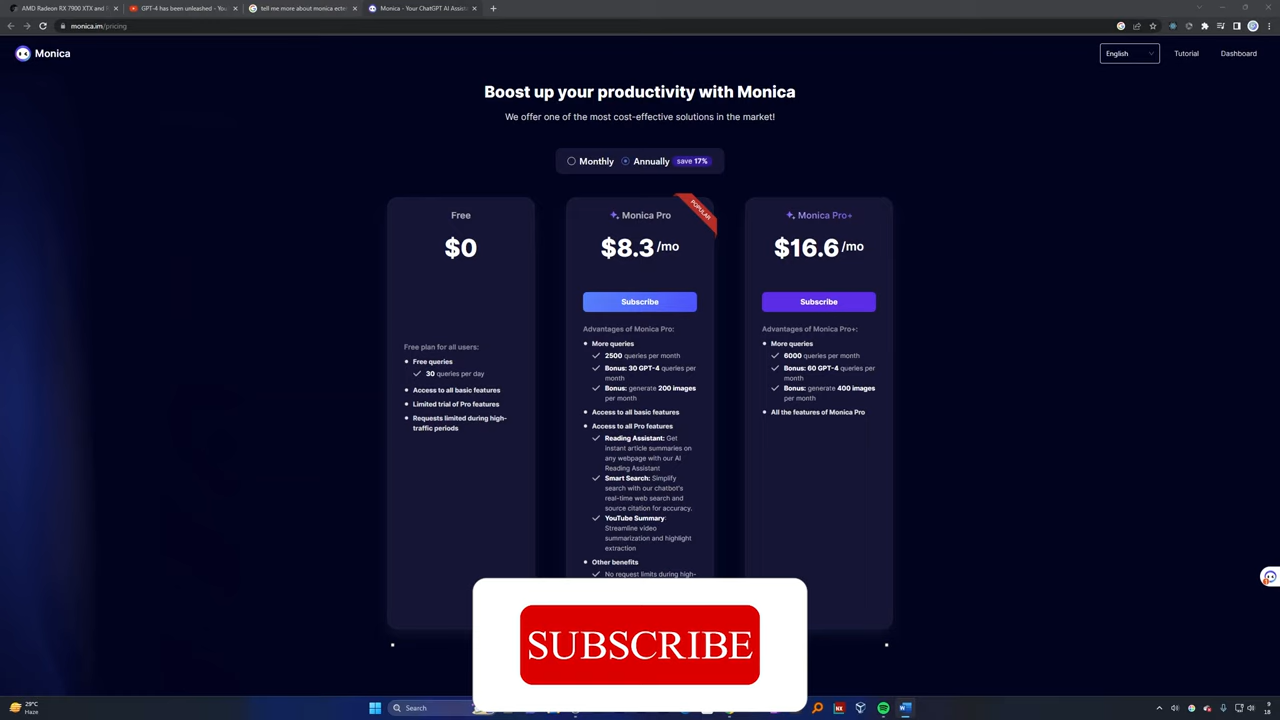 AMD Radeon RX 7900 XTX and
GPT-4 has been unleashed - You
tell me more about monica exte
Monica - Your ChatGPT AI Assist
monica.im/pricing
Monica
English
Tutorial
Dashboard
Boost up your productivity with Monica
We offer one of the most cost-effective solutions in the market!
Monthly
Annually
save 17%
Free
$0
Free plan for all users:
Free queries
30 queries per day
Access to all basic features
Limited trial of Pro features
Requests limited during high-
traffic periods
POPULAR
Monica Pro
$8.3 /mo
Subscribe
Advantages of Monica Pro:
More queries
2500 queries per month
Bonus: 30 GPT-4 queries per
month
Bonus: generate 200 images
per month
Access to all basic features
Access to all Pro features
Reading Assistant: Get
instant article summaries on
any webpage with our AI
Reading Assistant
Smart Search: Simplify
search with our chatbot's
real-time web search and
source citation for accuracy.
YouTube Summary:
Streamline video
summarization and highlight
extraction
Other benefits
No request limits during high-
Monica Pro+
$16.6 /mo
Subscribe
Advantages of Monica Pro+:
More queries
6000 queries per month
Bonus: 60 GPT-4 queries per
month
Bonus: generate 400 images
per month
All the features of Monica Pro
SUBSCRIBE
29°C
Haze
Search